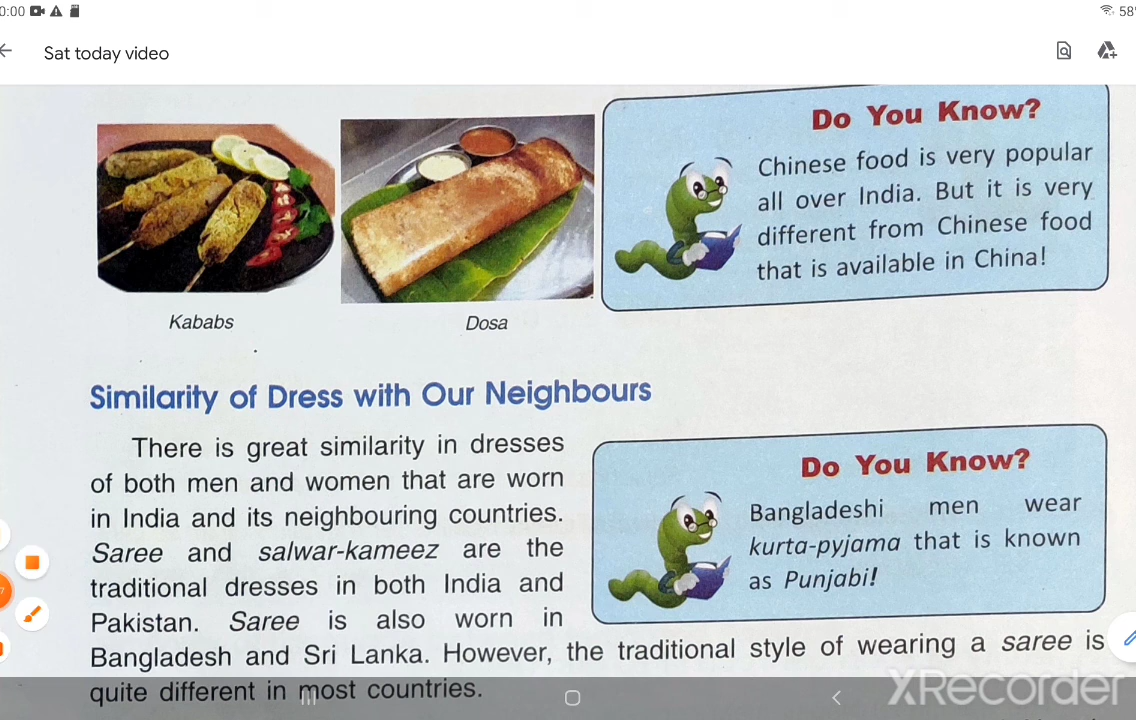 0:00
58
Sat today video
Do You Know?
Chinese food is very popular
all over India. But it is very
different from Chinese food
that is available in China!
Kababs
Dosa
Similarity of Dress with Our Neighbours
There is great similarity in dresses
of both men and women that are worn
in India and its neighbouring countries.
Saree and salwar-kameez are the
traditional dresses in both India and
Pakistan. Saree is also worn in
Bangladesh and Sri Lanka. However, the traditional style of wearing a saree is
quite different in most countries.
Do You Know?
Bangladeshi men wear
kurta-pyjama that is known
as Punjabi!
XRecorder